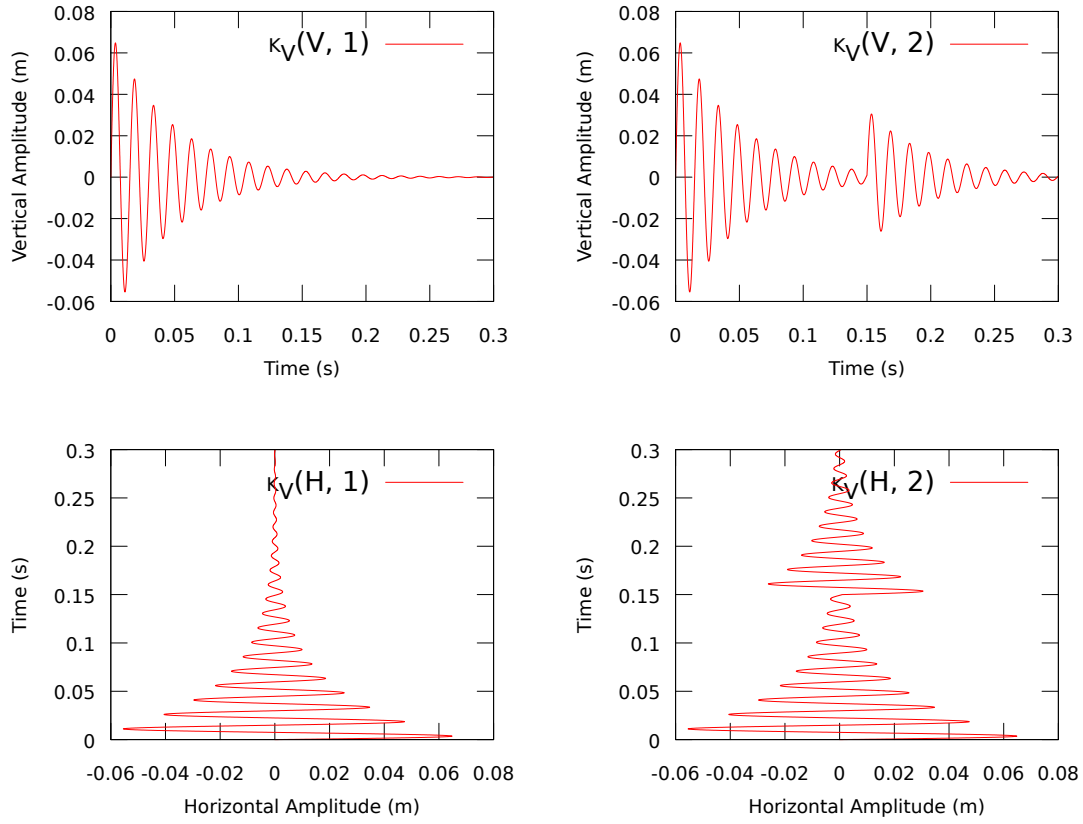 κV(V, 1)
0.08
0.06
0.04
0.02
0
-0.02
-0.04
-0.06
Vertical Amplitude (m)
0 0.05 0.1 0.15 0.2 0.25 0.3
Time (s)
κV(V, 2)
0.08
0.06
0.04
0.02
0
-0.02
-0.04
-0.06
Vertical Amplitude (m)
0 0.05 0.1 0.15 0.2 0.25 0.3
Time (s)
κV(H, 1)
0.3
0.25
0.2
0.15
0.1
0.05
0
Time (s)
-0.06 -0.04 -0.02 0 0.02 0.04 0.06 0.08
Horizontal Amplitude (m)
κV(H, 2)
0.3
0.25
0.2
0.15
0.1
0.05
0
Time (s)
-0.06 -0.04 -0.02 0 0.02 0.04 0.06 0.08
Horizontal Amplitude (m)